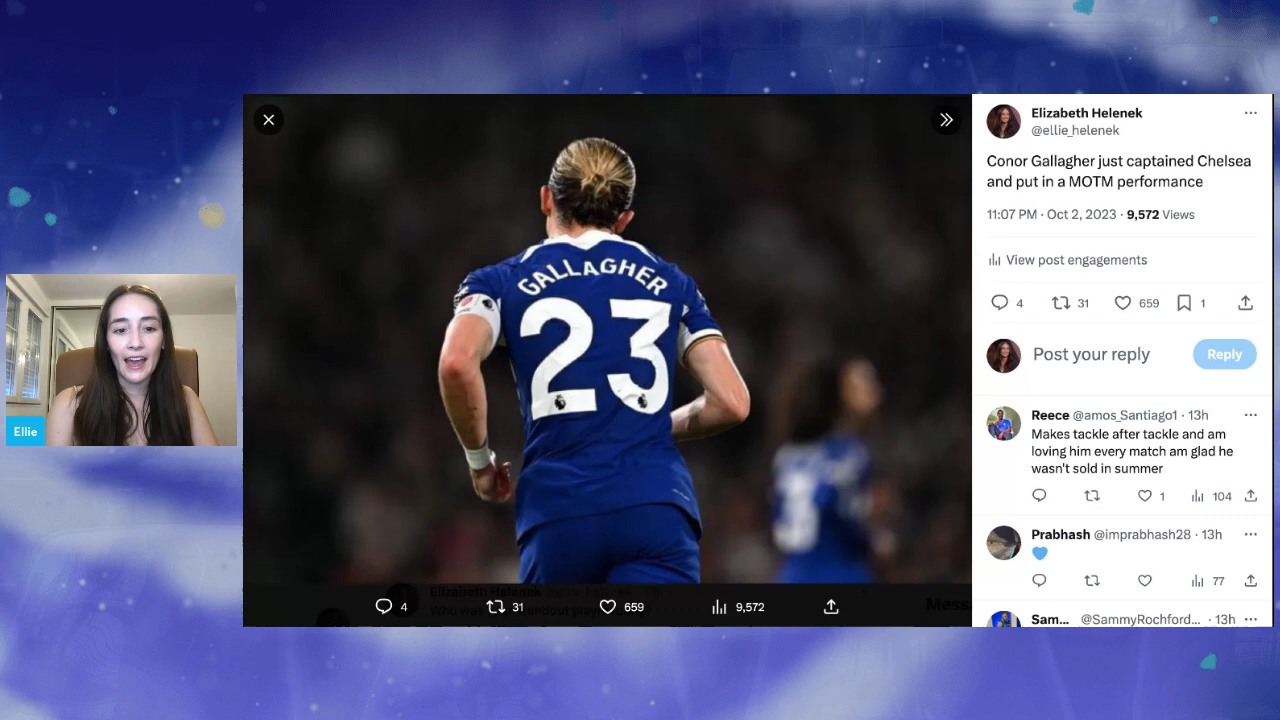 Ellie
GALLAGHER
23
4
31
659
9,572
Elizabeth Helenek
@ellie_helenek
Conor Gallagher just captained Chelsea
and put in a MOTM performance
11:07 PM · Oct 2, 2023 · 9,572 Views
View post engagements
4 31 659 1
Post your reply
Reply
Reece @amos_Santiago1 · 13h
Makes tackle after tackle and am
loving him every match am glad he
wasn't sold in summer
1 104
Prabhash @imprabhash28 · 13h
77
Sam... @SammyRochford... · 13h